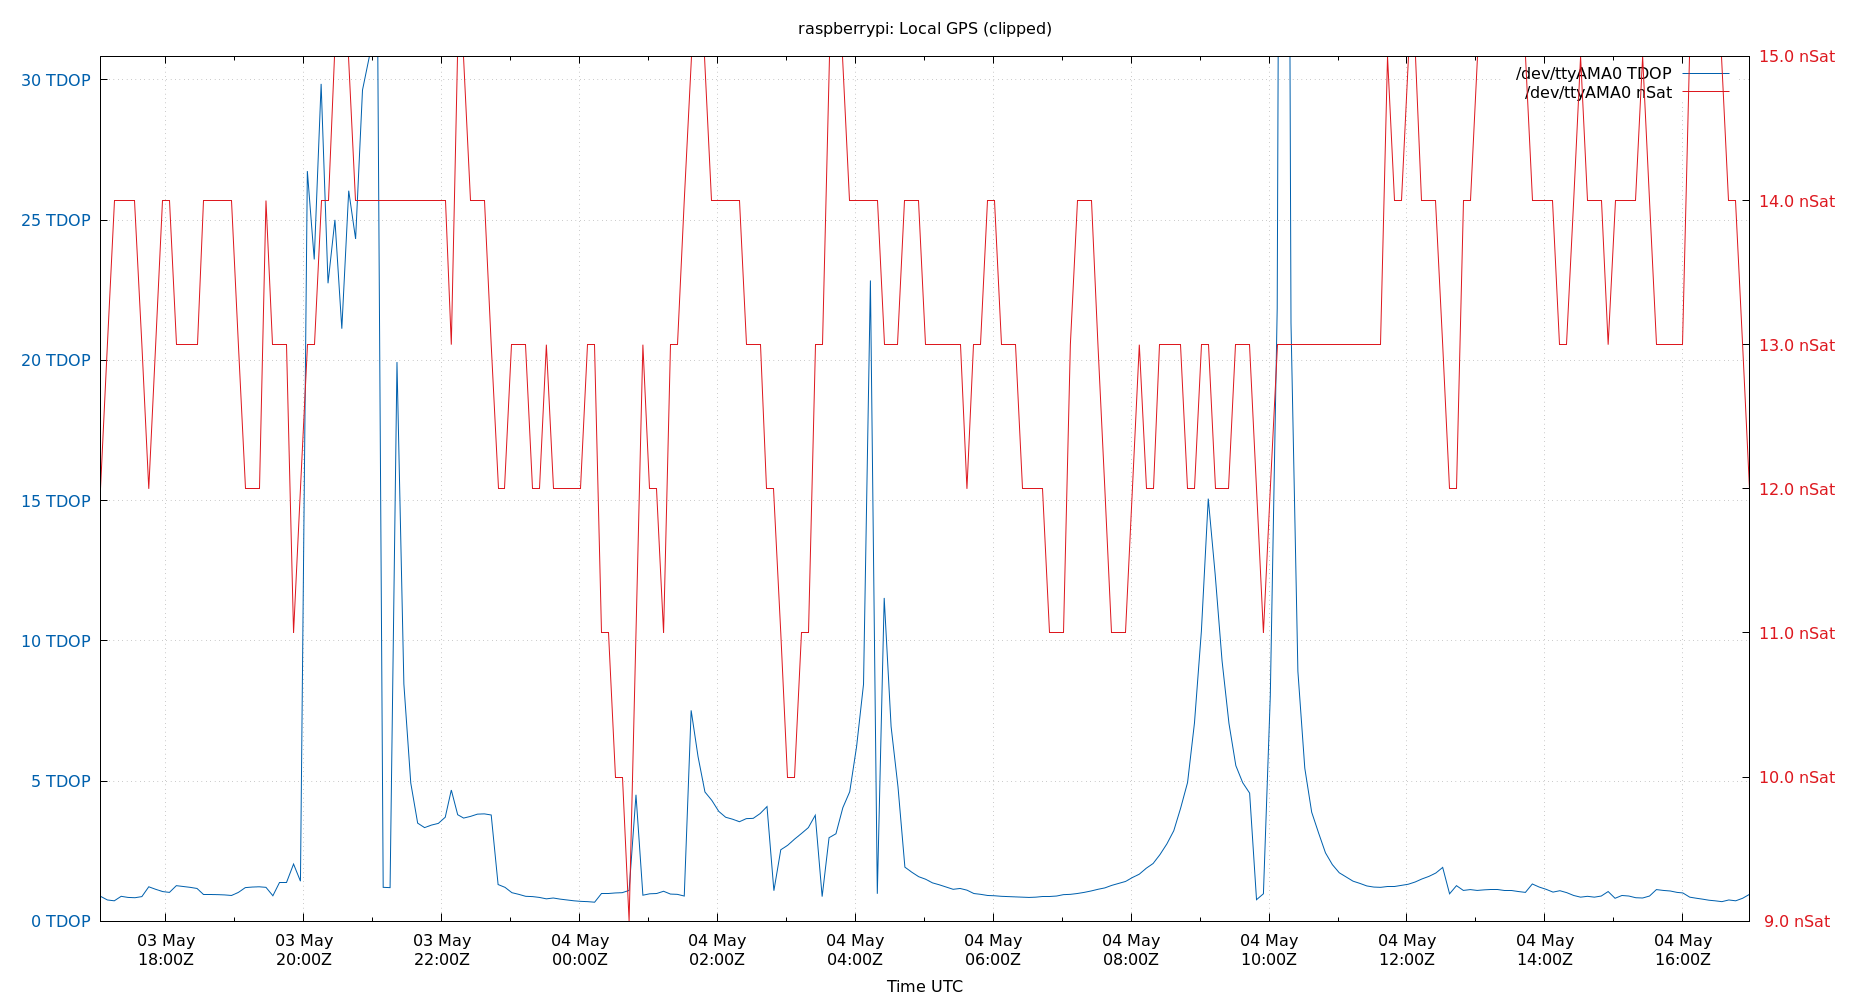 raspberrypi: Local GPS (clipped)
/dev/ttyAMA0 TDOP
/dev/ttyAMA0 nSat
30 TDOP
25 TDOP
20 TDOP
15 TDOP
10 TDOP
5 TDOP
0 TDOP
15.0 nSat
14.0 nSat
13.0 nSat
12.0 nSat
11.0 nSat
10.0 nSat
9.0 nSat
03 May
18:00Z
03 May
20:00Z
03 May
22:00Z
04 May
00:00Z
04 May
02:00Z
04 May
04:00Z
04 May
06:00Z
04 May
08:00Z
04 May
10:00Z
04 May
12:00Z
04 May
14:00Z
04 May
16:00Z
Time UTC